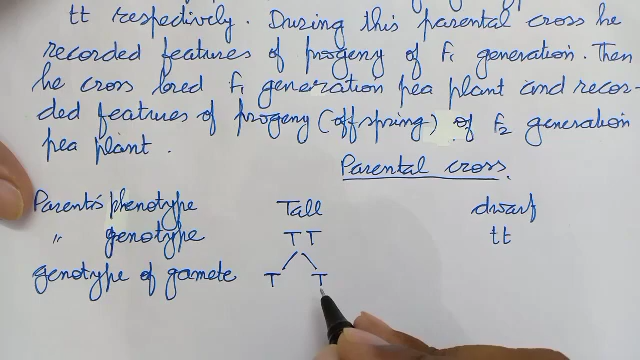 tt respectively. During this parental cross he
recorded features of progeny of F₁ generation. Then
he cross bred F₁ generation pea plant and recor-
ded features of progeny (offspring) of F₂ generation
pea plant.
Parental cross.
Parent's phenotype Tall dwarf
" genotype TT tt
genotype of gamete T T